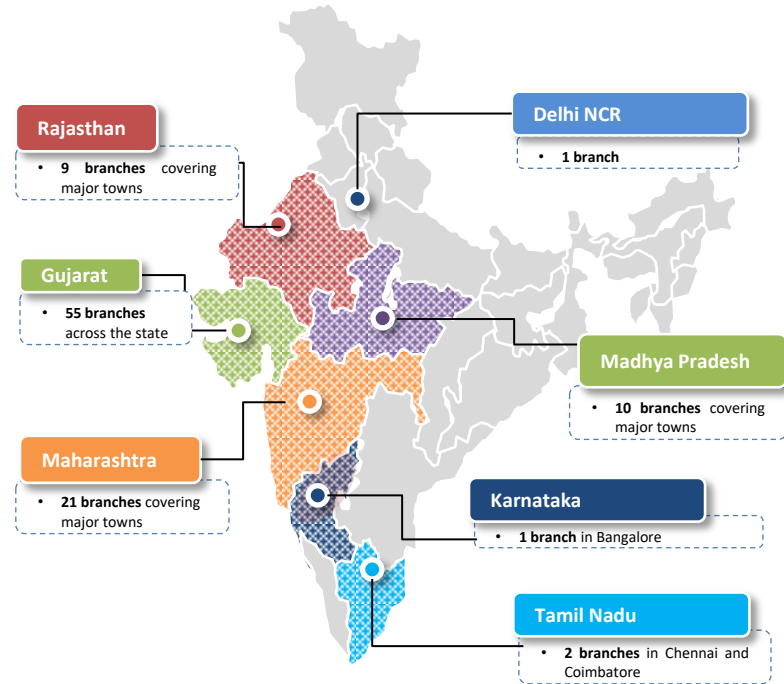 Rajasthan
• 9 branches covering
major towns
Delhi NCR
• 1 branch
Gujarat
• 55 branches
across the state
Madhya Pradesh
• 10 branches covering
major towns
Maharashtra
• 21 branches covering
major towns
Karnataka
• 1 branch in Bangalore
Tamil Nadu
• 2 branches in Chennai and
Coimbatore